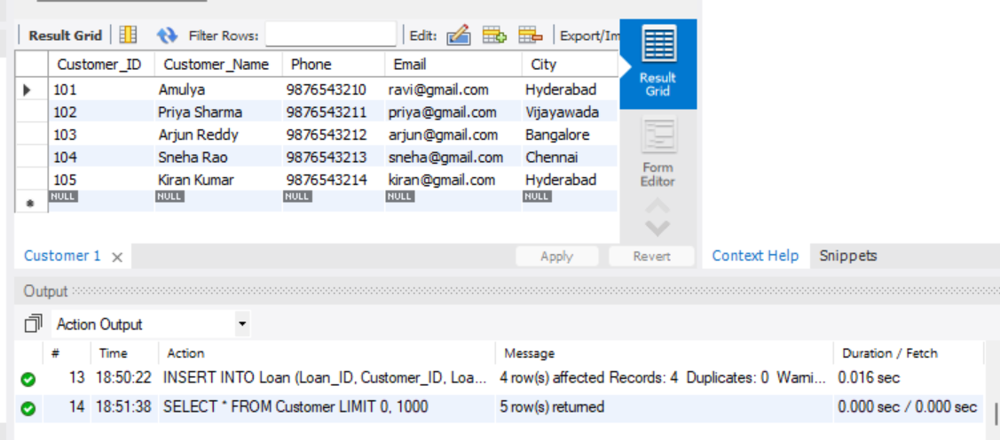 Result Grid Filter Rows: Edit: Export/Im
Customer_ID Customer_Name Phone Email City
101 Amulya 9876543210 ravi@gmail.com Hyderabad
102 Priya Sharma 9876543211 priya@gmail.com Vijayawada
103 Arjun Reddy 9876543212 arjun@gmail.com Bangalore
104 Sneha Rao 9876543213 sneha@gmail.com Chennai
105 Kiran Kumar 9876543214 kiran@gmail.com Hyderabad
NULL NULL NULL NULL NULL
Result
Grid
Form
Editor
Customer 1 Apply Revert Context Help Snippets
Output
Action Output
# Time Action Message Duration / Fetch
13 18:50:22 INSERT INTO Loan (Loan_ID, Customer_ID, Loa... 4 row(s) affected Records: 4 Duplicates: 0 Warni... 0.016 sec
14 18:51:38 SELECT * FROM Customer LIMIT 0, 1000 5 row(s) returned 0.000 sec / 0.000 sec